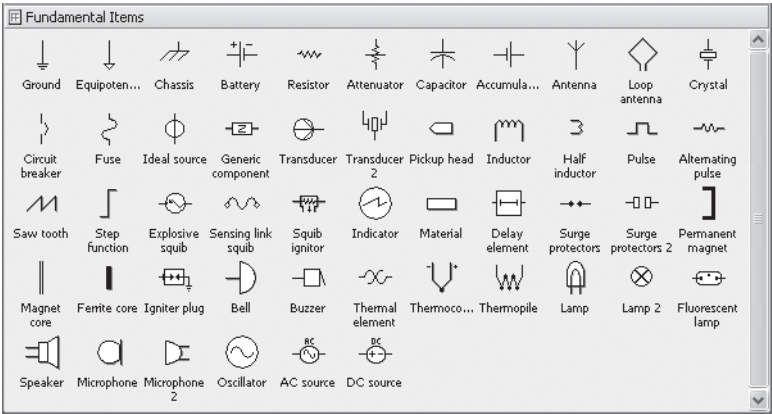 Fundamental Items
Ground Equipoten... Chassis Battery Resistor Attenuator Capacitor Accumula... Antenna Loop antenna Crystal
Circuit breaker Fuse Ideal source Generic component Transducer Transducer 2 Pickup head Inductor Half inductor Pulse Alternating pulse
Saw tooth Step function Explosive squib Sensing link squib Squib ignitor Indicator Material Delay element Surge protectors Surge protectors 2 Permanent magnet
Magnet core Ferrite core Igniter plug Bell Buzzer Thermal element Thermoco... Thermopile Lamp Lamp 2 Fluorescent lamp
AC DC
Speaker Microphone Microphone 2 Oscillator AC source DC source